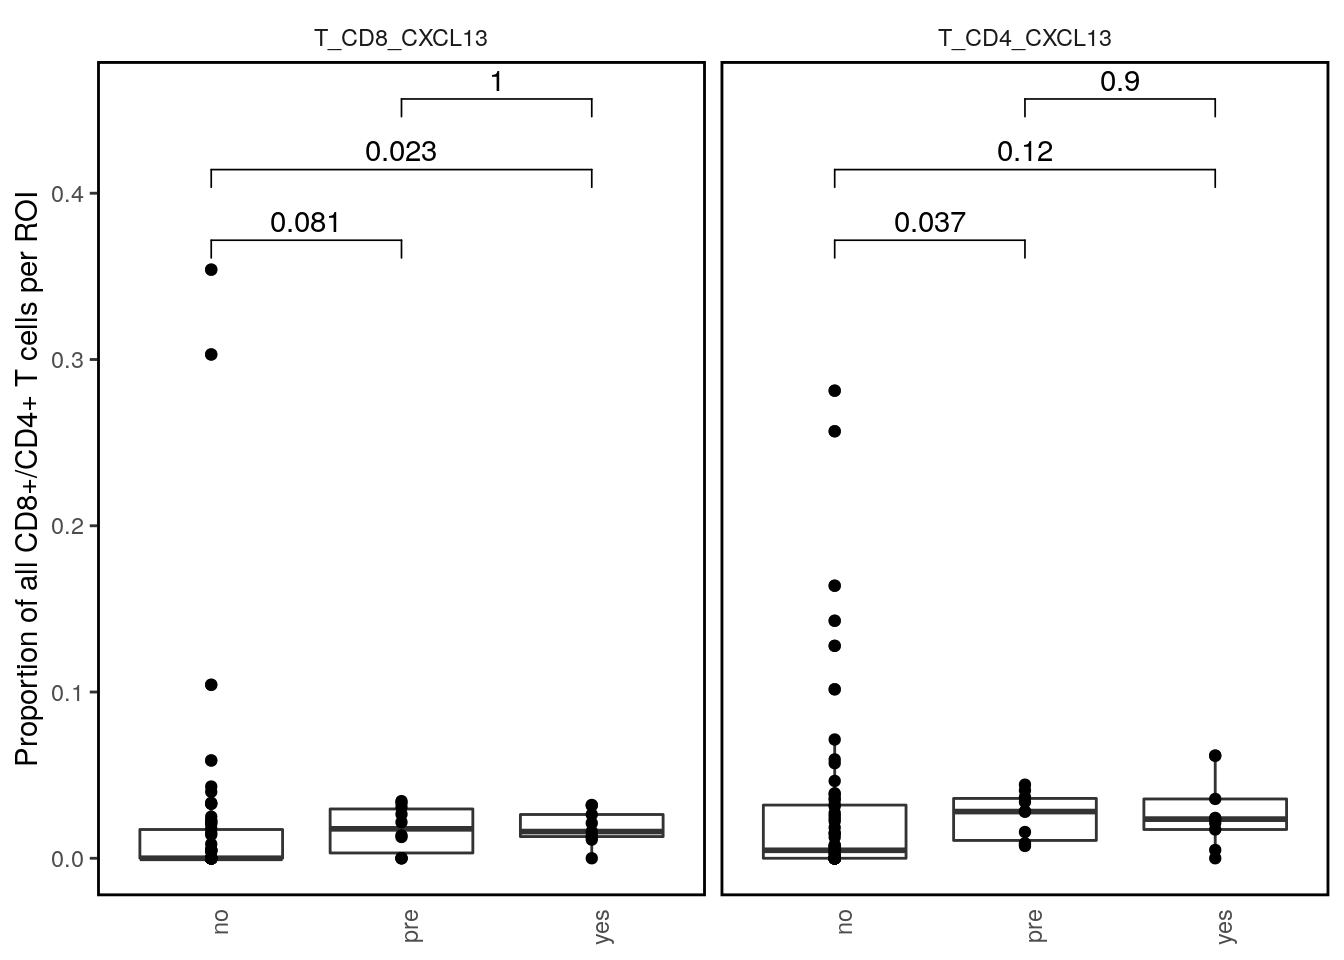 T_CD8_CXCL13
T_CD4_CXCL13
Proportion of all CD8+/CD4+ T cells per ROI
0.4
0.3
0.2
0.1
0.0
1
0.023
0.081
0.9
0.12
0.037
no
pre
yes
no
pre
yes